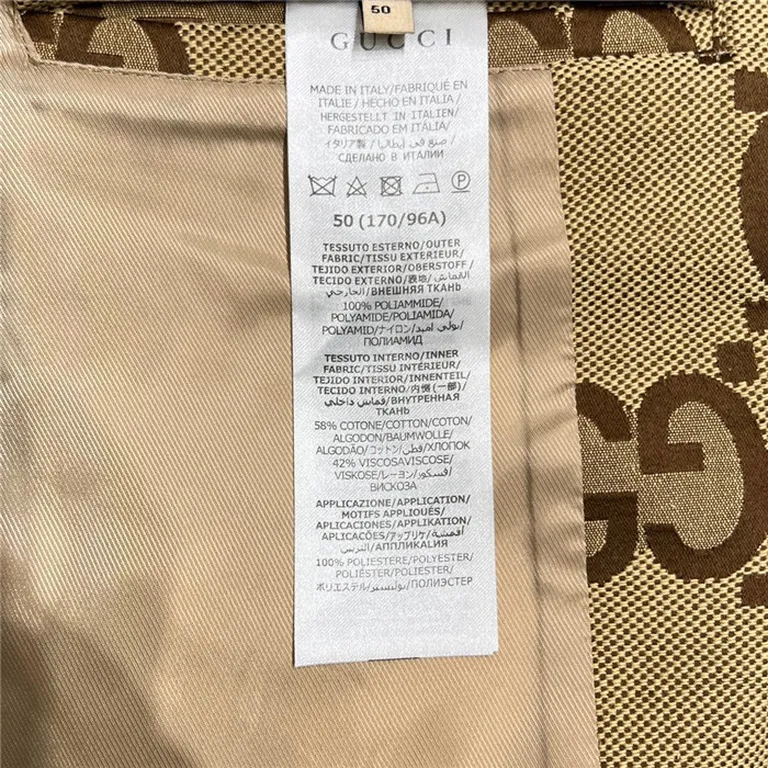 50
GUCCI
MADE IN ITALY/FABRIQUÉ EN
ITALIE / HECHO EN ITALIA/
HERGESTELLT IN ITALIEN/
FABRICADO EM ITÁLIA/
イタリア製 / صنع في إيطاليا /
СДЕЛАНО В ИТАЛИИ
P
50 (170/96A)
TESSUTO ESTERNO/OUTER
FABRIC/TISSU EXTERIEUR/
TEJIDO EXTERIOR/OBERSTOFF/
TECIDO EXTERNO/表地/القماش
الخارجي/ВНЕШНЯЯ ТКАНЬ
100% POLIAMMIDE/
POLYAMIDE/POLIAMIDA/
POLYAMID/ナイロン/بولي اميد/
ПОЛИАМИД
TESSUTO INTERNO/INNER
FABRIC/TISSU INTÉRIEUR/
TEJIDO INTERIOR/INNENTEIL/
TECIDO INTERNO/内側(一部)/
قماش داخلي/ВНУТРЕННЯЯ
ТКАНЬ
58% COTONE/COTTON/COTON/
ALGODON/BAUMWOLLE/
ALGODÃO/コットン/قطن/ХЛОПОК
42% VISCOSA/VISCOSE/
VISKOSE/レーヨン/فسكوز/
ВИСКОЗА
APPLICAZIONE/APPLICATION/
MOTIFS APPLIQUÉS/
APLICACIONES/APPLIKATION/
APLICACÕES/アップリケ/أقمشة
التزيين/АППЛИКАЦИЯ
100% POLIESTERE/POLYESTER/
POLIÉSTER/POLYESTER/
ポリエステル/بوليستير/ПОЛИЭСТЕР